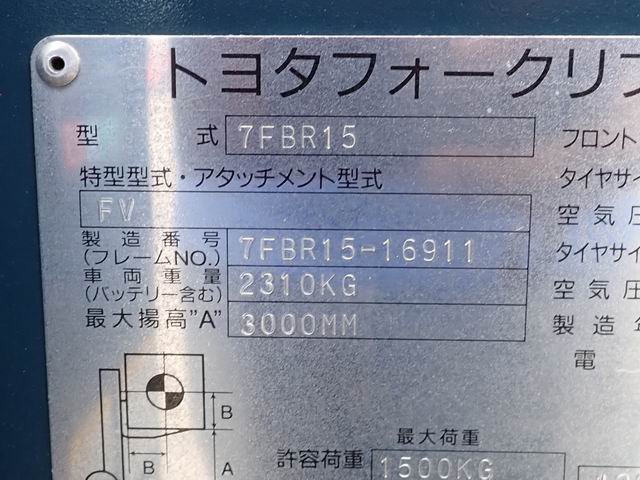 トヨタフォークリフ
型 式 7FBR15 フロント
特型型式・アタッチメント型式 タイヤサイ
FV 空気圧
製造番号 (フレームNO.) 7FBR15-16911 タイヤサイ
車両重量 (バッテリー含む) 2310KG 空気圧
最大揚高"A" 3000MM 製造年
電
B
最大荷重
B A 許容荷重 1500KG